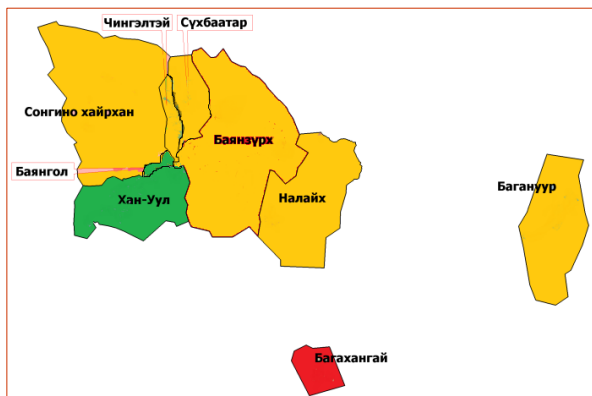 Чингэлтэй
Сүхбаатар
Сонгино хайрхан
Баянзүрх
Баянгол
Хан-Уул
Налайх
Багануур
Багахангай